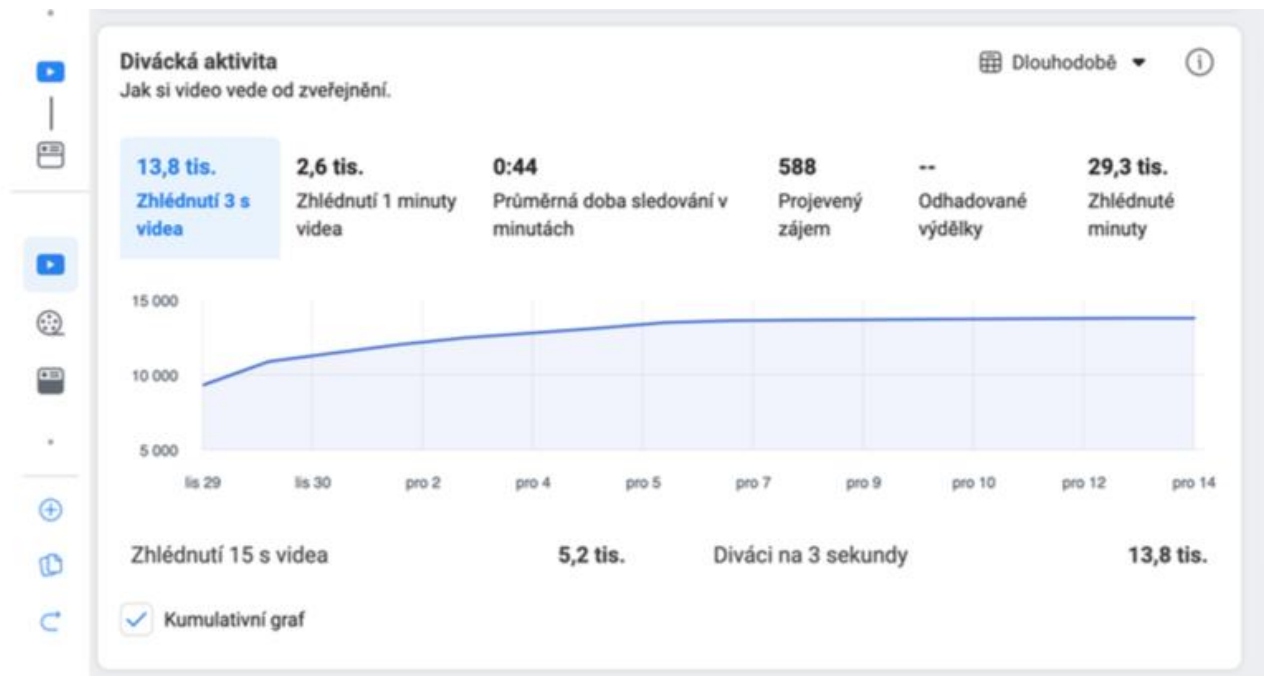 Divácká aktivita
Dlouhodobě
Jak si video vede od zveřejnění.
13,8 tis.
Zhlédnutí 3 s
videa
2,6 tis.
Zhlédnutí 1 minuty
videa
0:44
Průměrná doba sledování v
minutách
588
Projevený
zájem
--
Odhadované
výdělky
29,3 tis.
Zhlédnuté
minuty
15 000
10 000
5 000
lis 29 lis 30 pro 2 pro 4 pro 5 pro 7 pro 9 pro 10 pro 12 pro 14
Zhlédnutí 15 s videa 5,2 tis. Diváci na 3 sekundy 13,8 tis.
Kumulativní graf